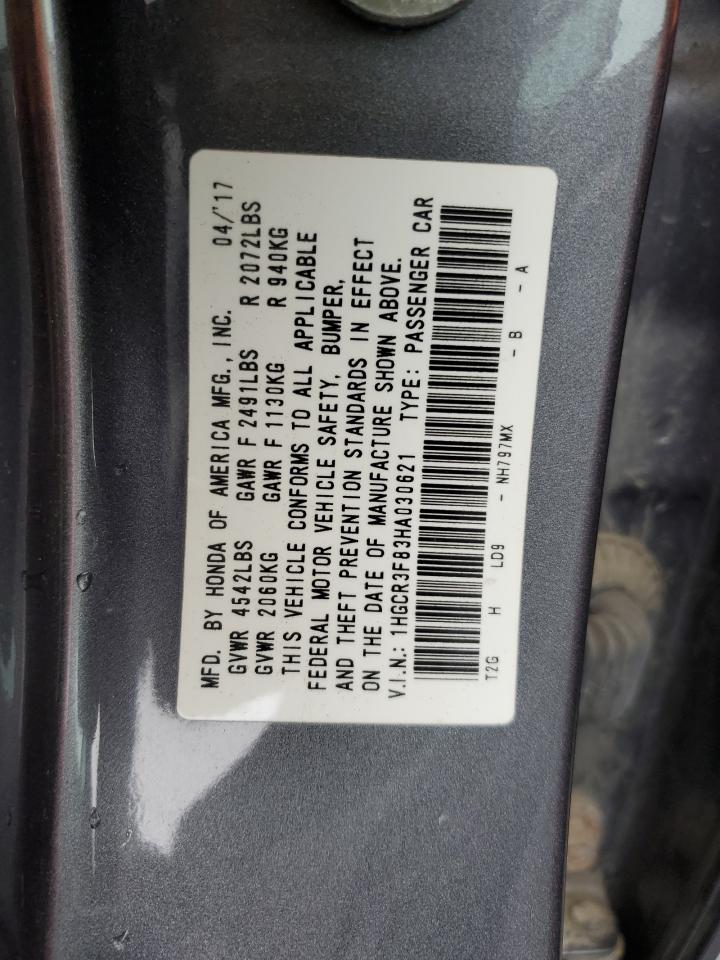 MFD. BY HONDA OF AMERICA MFG., INC. 04/'17
GVWR 4542LBS GAWR F 2491LBS R 2072LBS
GVWR 2060KG GAWR F 1130KG R 940KG
THIS VEHICLE CONFORMS TO ALL APPLICABLE
FEDERAL MOTOR VEHICLE SAFETY, BUMPER,
AND THEFT PREVENTION STANDARDS IN EFFECT
ON THE DATE OF MANUFACTURE SHOWN ABOVE.
V.I.N.: 1HGCR3F83HA030621 TYPE: PASSENGER CAR
T2G H LD9 - NH797MX - B - A